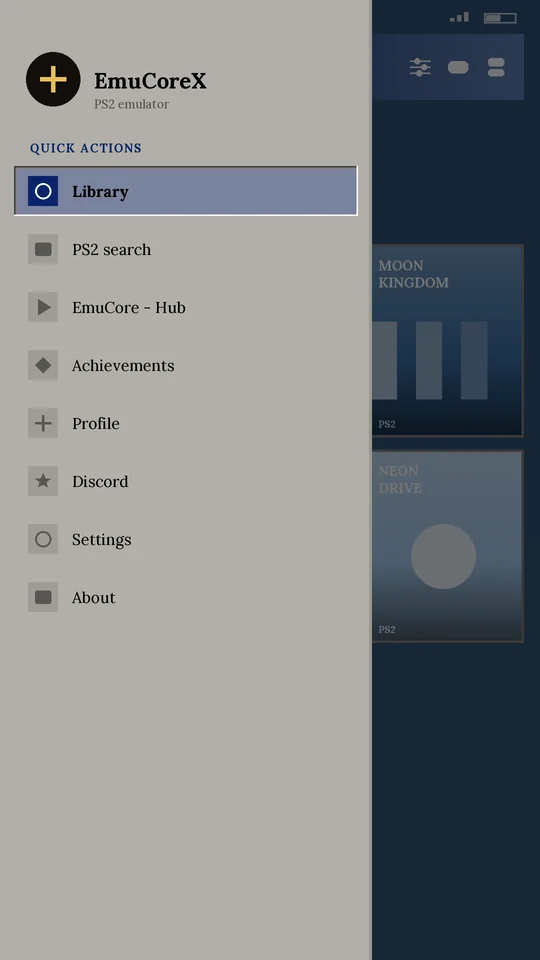 EmuCoreX
PS2 emulator
QUICK ACTIONS
Library
PS2 search
EmuCore - Hub
Achievements
Profile
Discord
Settings
About
MOON
KINGDOM
PS2
NEON
DRIVE
PS2